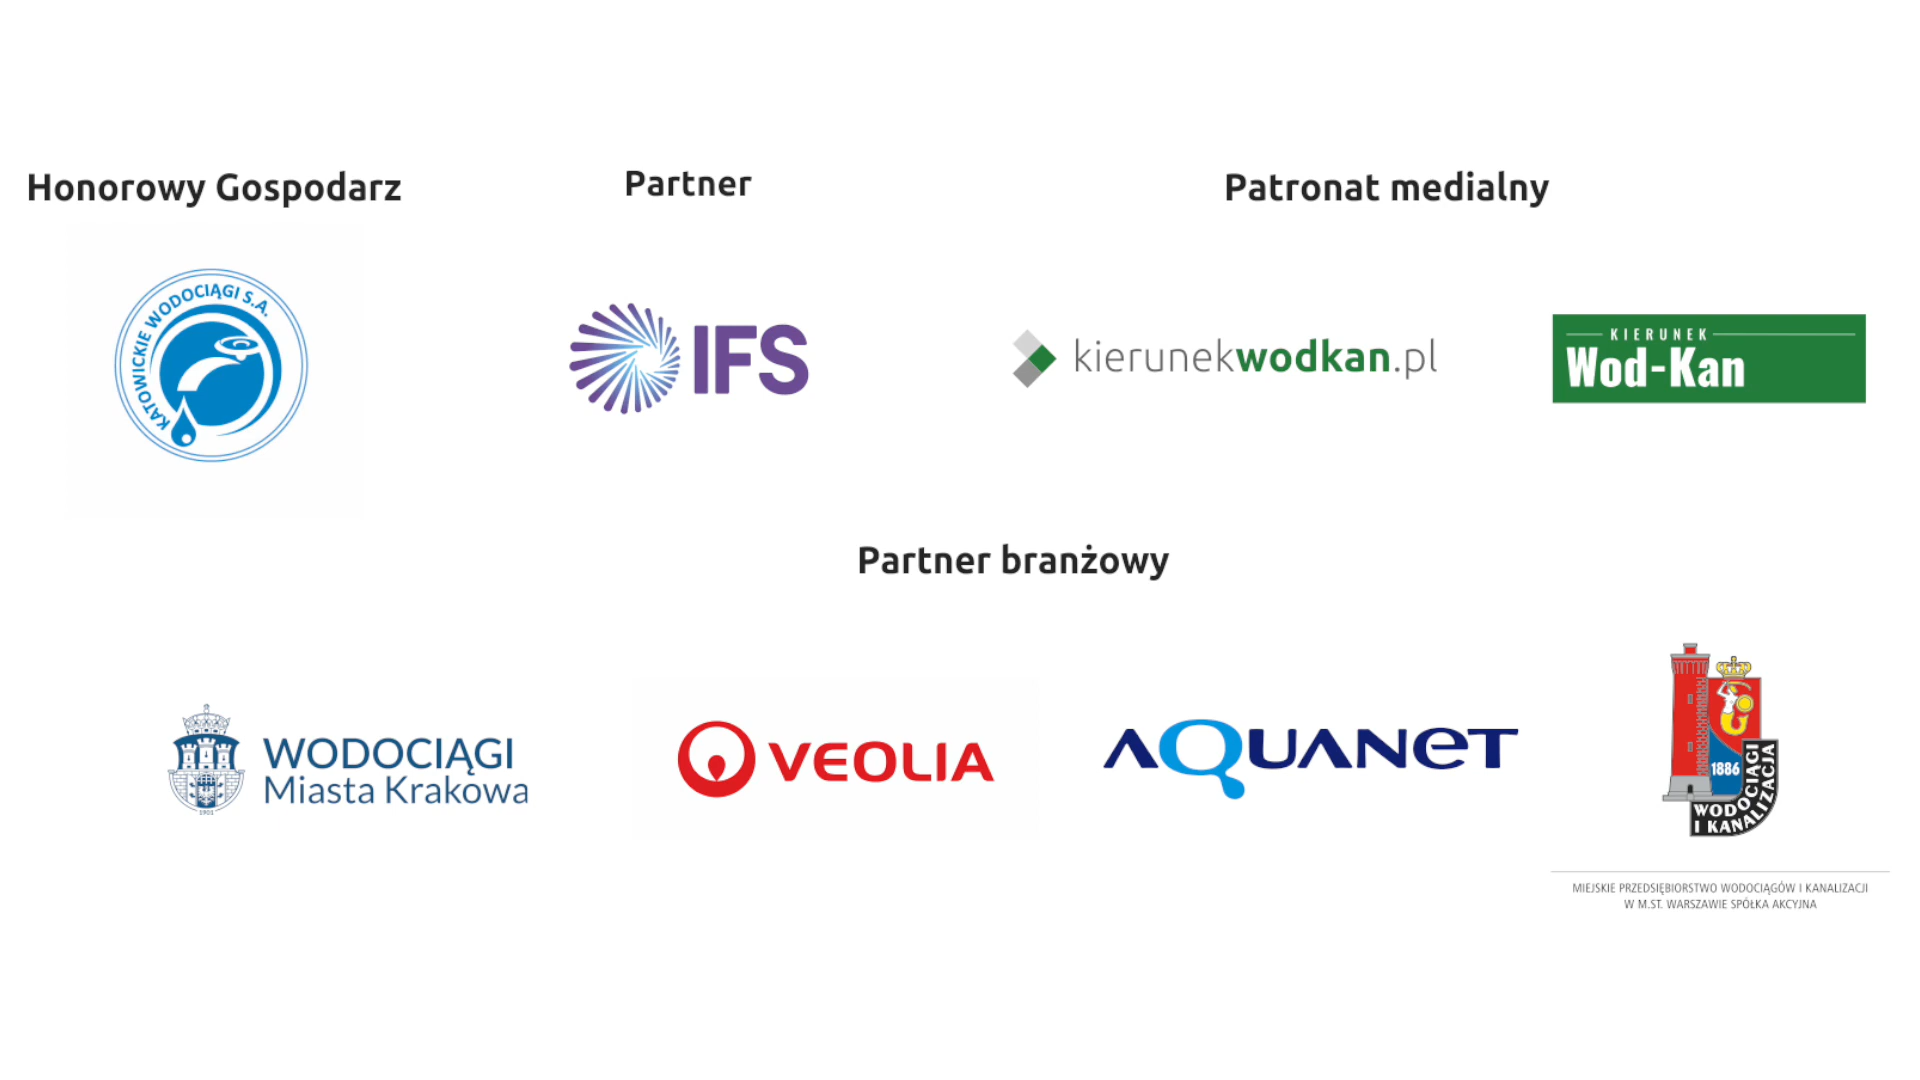 Honorowy Gospodarz
Partner
Patronat medialny
KATOWICKIE WODOCIĄGI S.A.
IFS
kierunekwodkan.pl
KIERUNEK
Wod-Kan
Partner branżowy
WODOCIĄGI
Miasta Krakowa
1901
VEOLIA
AQUANET
1886
WODOCIĄGI
I KANALIZACJA
MIEJSKIE PRZEDSIĘBIORSTWO WODOCIĄGÓW I KANALIZACJI
W M.ST. WARSZAWIE SPÓŁKA AKCYJNA